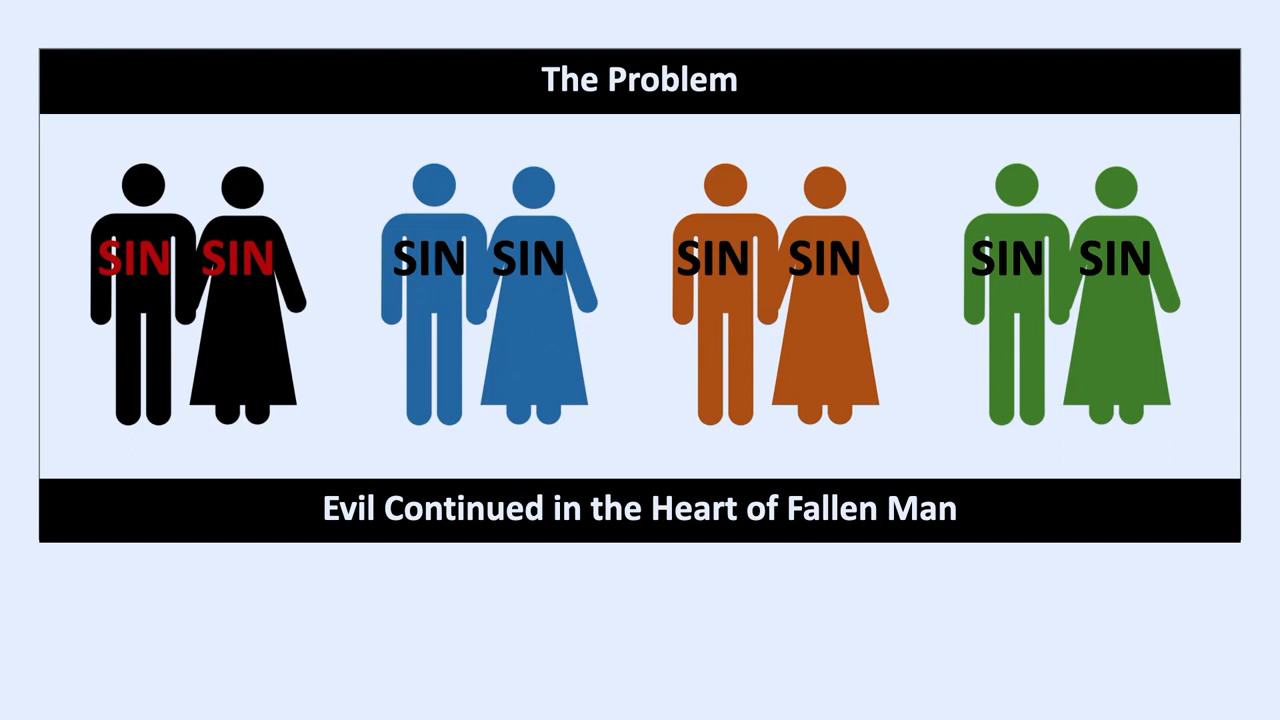 The Problem
SIN SIN SIN SIN SIN SIN SIN SIN
Evil Continued in the Heart of Fallen Man